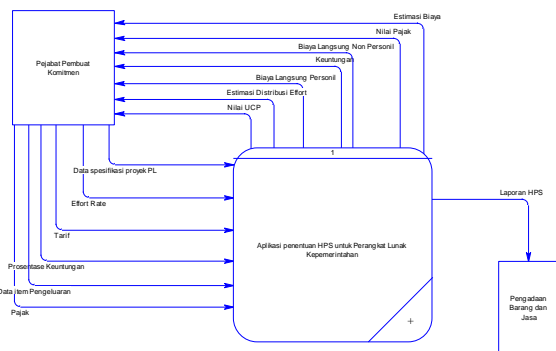 Estimasi Biaya
Nilai Pajak
Biaya Langsung Non Personil
Keuntungan
Biaya Langsung Personil
Estimasi Distribusi Effort
Nilai UCP
Pejabat Pembuat
Komitmen
1
Data spesifikasi proyek PL
Effort Rate
Tarif
Prosentase Keuntungan
Data item Pengeluaran
Pajak
Aplikasi penentuan HPS untuk Perangkat Lunak
Kepemerintahan
+
Laporan HPS
Pengadaan
Barang dan
Jasa